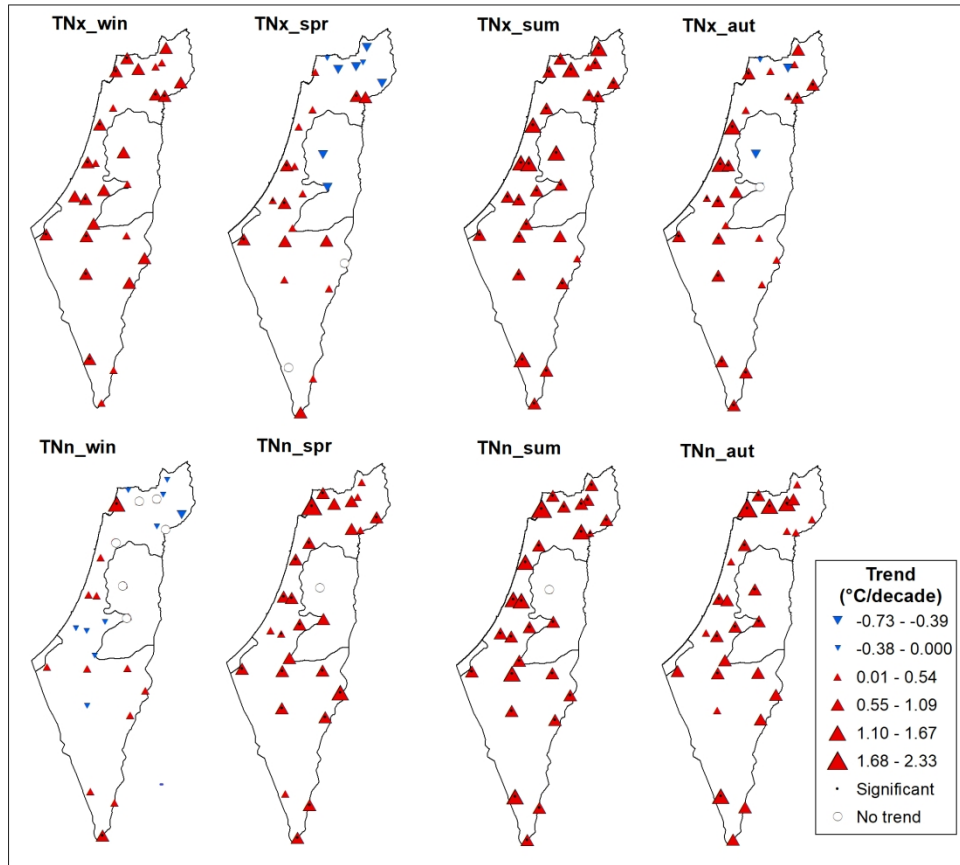 TNx_win
TNx_spr
TNx_sum
TNx_aut
TNn_win
TNn_spr
TNn_sum
TNn_aut
Trend
(°C/decade)
-0.73 - -0.39
-0.38 - 0.000
0.01 - 0.54
0.55 - 1.09
1.10 - 1.67
1.68 - 2.33
Significant
No trend